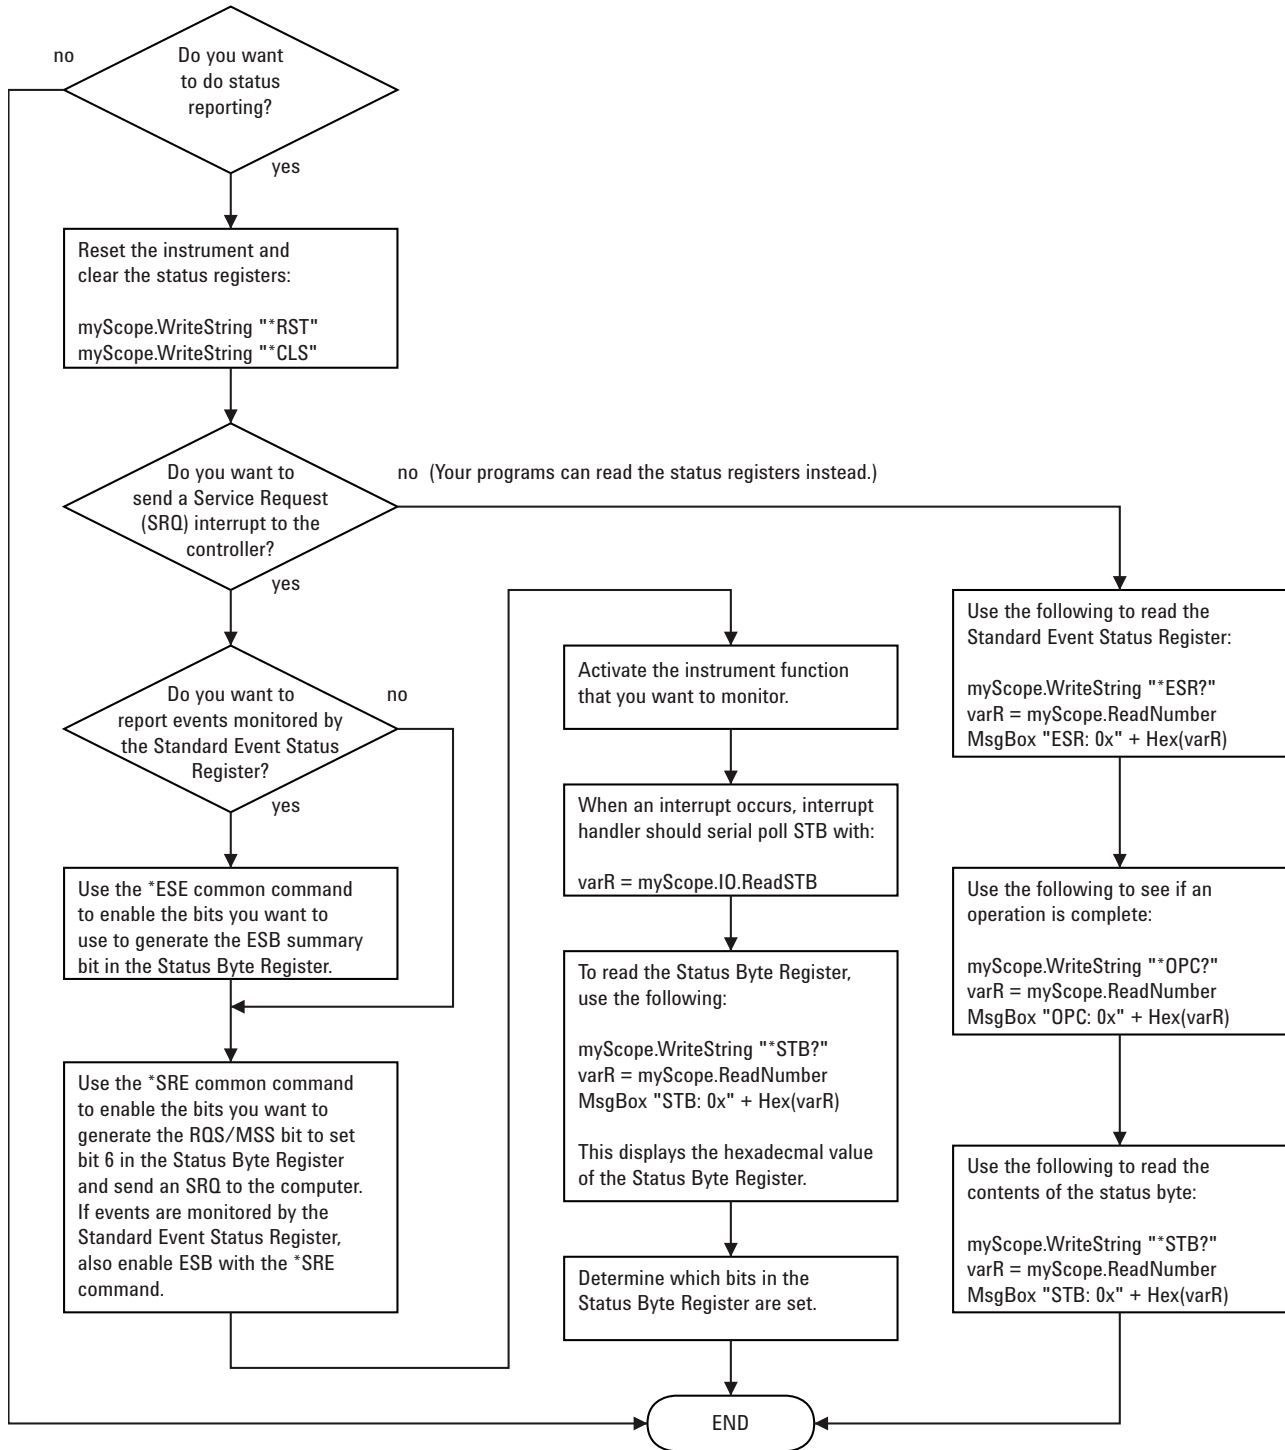 no
Do you want
to do status
reporting?
yes
Reset the instrument and
clear the status registers:
myScope.WriteString "*RST"
myScope.WriteString "*CLS"
Do you want to
send a Service Request
(SRQ) interrupt to the
controller?
no (Your programs can read the status registers instead.)
yes
Do you want to
report events monitored by
the Standard Event Status
Register?
no
yes
Use the *ESE common command
to enable the bits you want to
use to generate the ESB summary
bit in the Status Byte Register.
Use the *SRE common command
to enable the bits you want to
generate the RQS/MSS bit to set
bit 6 in the Status Byte Register
and send an SRQ to the computer.
If events are monitored by the
Standard Event Status Register,
also enable ESB with the *SRE
command.
Activate the instrument function
that you want to monitor.
When an interrupt occurs, interrupt
handler should serial poll STB with:
varR = myScope.IO.ReadSTB
To read the Status Byte Register,
use the following:
myScope.WriteString "*STB?"
varR = myScope.ReadNumber
MsgBox "STB: 0x" + Hex(varR)
This displays the hexadecmal value
of the Status Byte Register.
Determine which bits in the
Status Byte Register are set.
Use the following to read the
Standard Event Status Register:
myScope.WriteString "*ESR?"
varR = myScope.ReadNumber
MsgBox "ESR: 0x" + Hex(varR)
Use the following to see if an
operation is complete:
myScope.WriteString "*OPC?"
varR = myScope.ReadNumber
MsgBox "OPC: 0x" + Hex(varR)
Use the following to read the
contents of the status byte:
myScope.WriteString "*STB?"
varR = myScope.ReadNumber
MsgBox "STB: 0x" + Hex(varR)
END